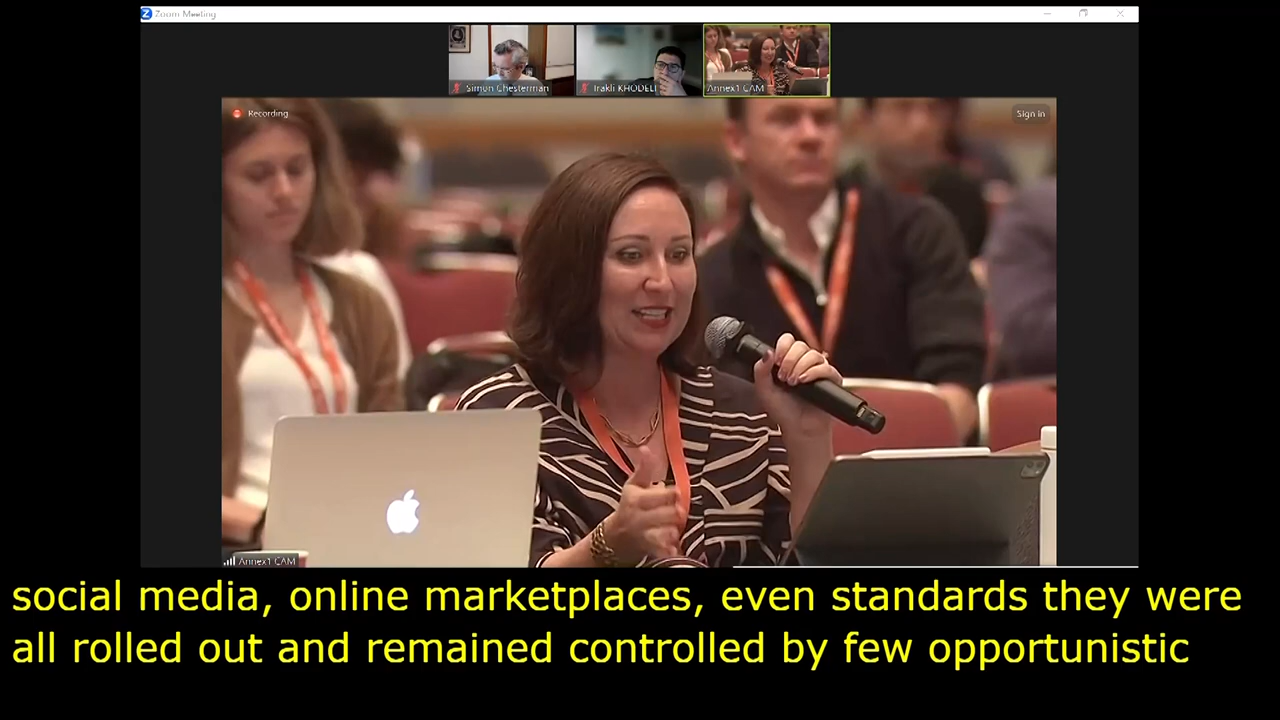 Zoom Meeting
Simon Chesterman
Irakli KHODELI
Annex1 CAM
Recording
Sign in
Annex1 CAM
social media, online marketplaces, even standards they were
all rolled out and remained controlled by few opportunistic